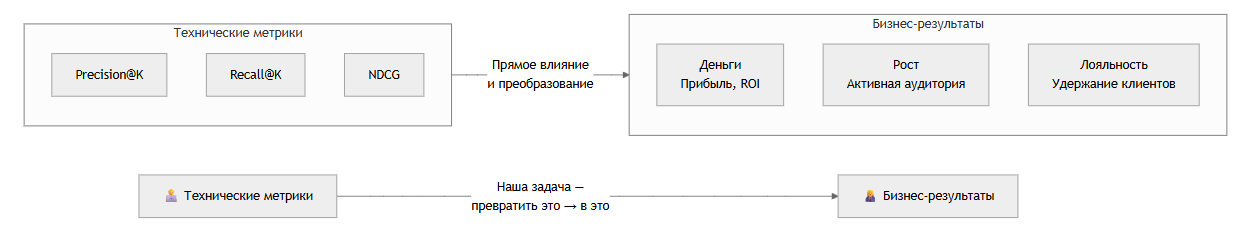 Технические метрики
Precision@K
Recall@K
NDCG
Прямое влияние
и преобразование
Бизнес-результаты
Деньги
Прибыль, ROI
Рост
Активная аудитория
Лояльность
Удержание клиентов
Технические метрики
Наша задача —
превратить это → в это
Бизнес-результаты